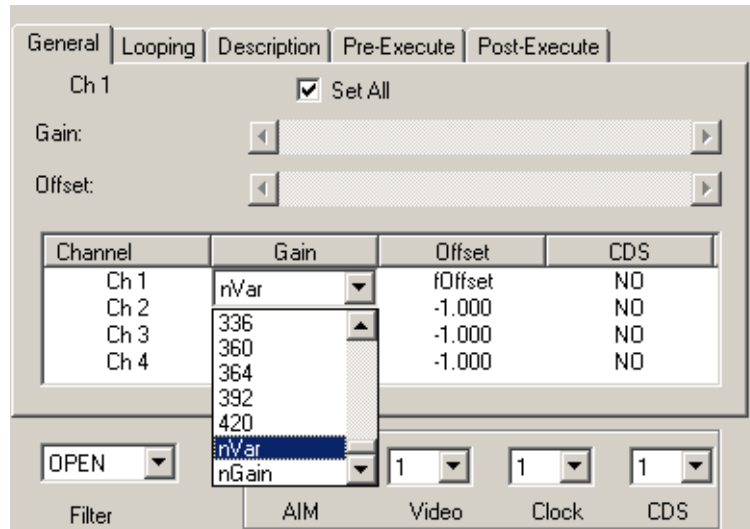 General Looping Description Pre-Execute Post-Execute
Ch 1 Set All
Gain:
Offset:
Channel Gain Offset CDS
Ch 1 nVar fOffset NO
Ch 2 -1.000 NO
Ch 3 -1.000 NO
Ch 4 -1.000 NO
336
360
364
392
420
nVar
nGain
OPEN 1 1 1
Filter AIM Video Clock CDS